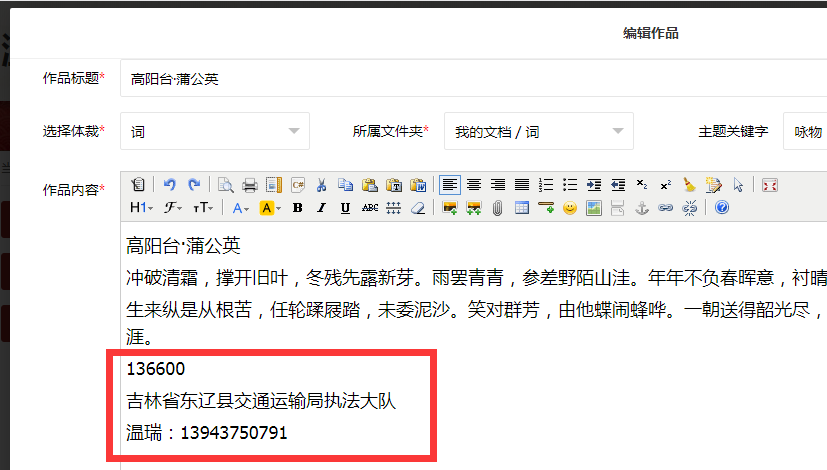 编辑作品
作品标题* 高阳台·蒲公英
选择体裁* 词 所属文件夹* 我的文档 / 词 主题关键字 咏物
作品内容*
H1 F тT A A B I U ABC
高阳台·蒲公英
冲破清霜，撑开旧叶，冬残先露新芽。雨罢青青，参差野陌山洼。年年不负春晖意，衬晴
生来纵是从根苦，任轮蹂屐踏，未委泥沙。笑对群芳，由他蝶闹蜂哗。一朝送得韶光尽，
涯。
136600
吉林省东辽县交通运输局执法大队
温瑞：13943750791